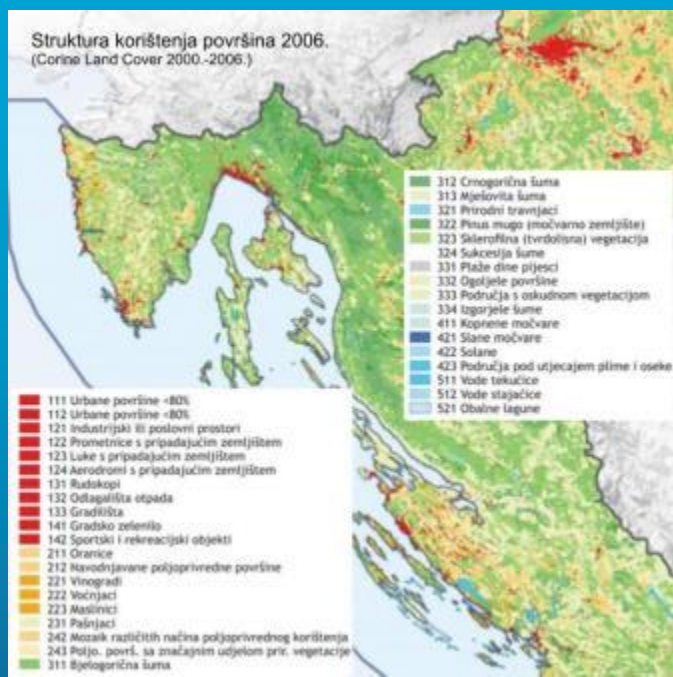 Struktura korištenja površina 2006.
(Corine Land Cover 2000.-2006.)
312 Crnogorična šuma
313 Mješovita šuma
321 Prirodni travnjaci
322 Pinus mugo (močvarno zemljište)
323 Sklerofilna (tvrdolisna) vegetacija
324 Sukcesija šume
331 Plaže dine pijesci
332 Ogoljele površine
333 Područja s oskudnom vegetacijom
334 Izgorjele šume
411 Kopnene močvare
421 Slane močvare
422 Solane
423 Područja pod utjecajem plime i oseke
511 Vode tekućice
512 Vode stajačice
521 Obalne lagune
111 Urbane površine <80%
112 Urbane površine <80%
121 Industrijski ili poslovni prostori
122 Prometnice s pripadajućim zemljištem
123 Luke s pripadajućim zemljištem
124 Aerodromi s pripadajućim zemljištem
131 Rudokopi
132 Odlagališta otpada
133 Gradilišta
141 Gradsko zelenilo
142 Sportski i rekreacijski objekti
211 Oranice
212 Navodnjavane poljoprivredne površine
221 Vinogradi
222 Voćnjaci
223 Maslinici
231 Pašnjaci
242 Mozaik različitih načina poljoprivrednog korištenja
243 Poljo. površ. sa značajnim udjelom prir. vegetacije
311 Bjelogorična šuma